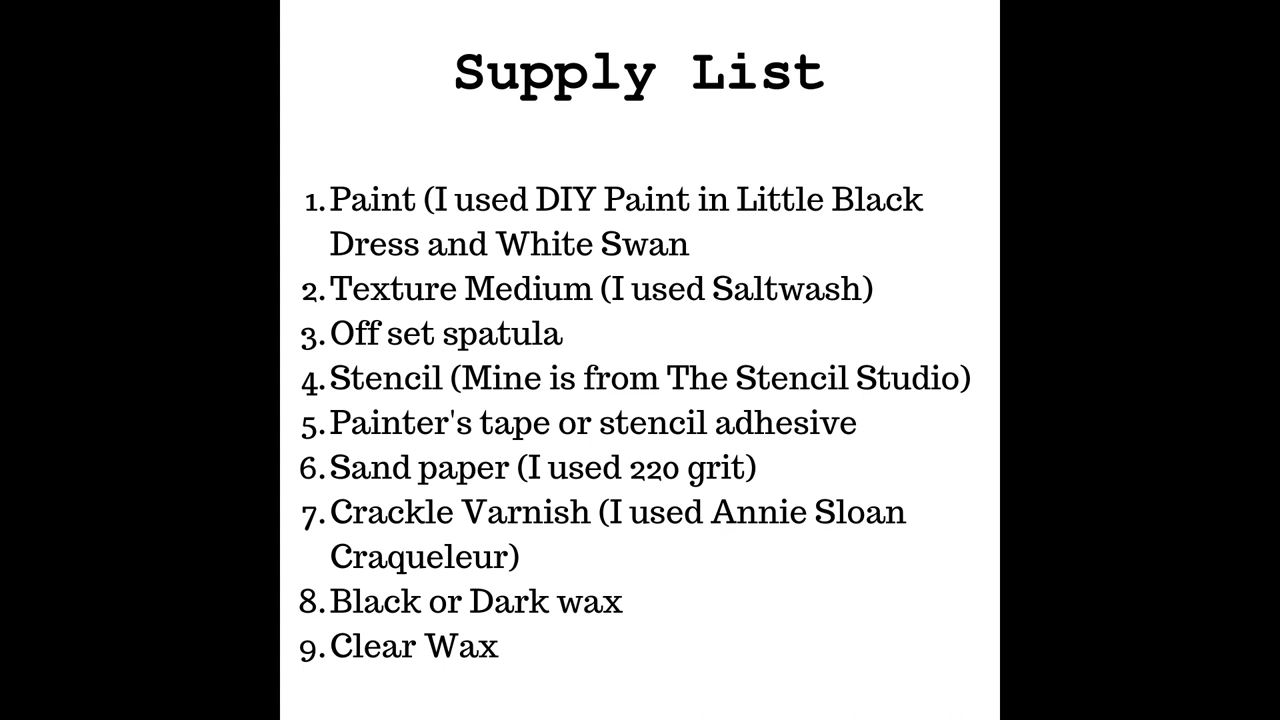 Supply List
1. Paint (I used DIY Paint in Little Black
Dress and White Swan
2. Texture Medium (I used Saltwash)
3. Off set spatula
4. Stencil (Mine is from The Stencil Studio)
5. Painter's tape or stencil adhesive
6. Sand paper (I used 220 grit)
7. Crackle Varnish (I used Annie Sloan
Craqueleur)
8. Black or Dark wax
9. Clear Wax